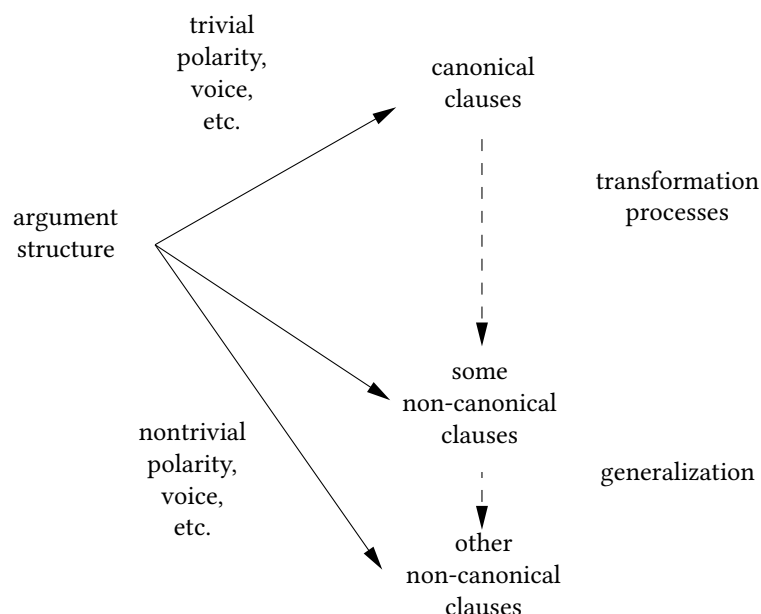 trivial
polarity,
voice,
etc.
canonical
clauses
transformation
processes
argument
structure
some
non-canonical
clauses
nontrivial
polarity,
voice,
etc.
generalization
other
non-canonical
clauses